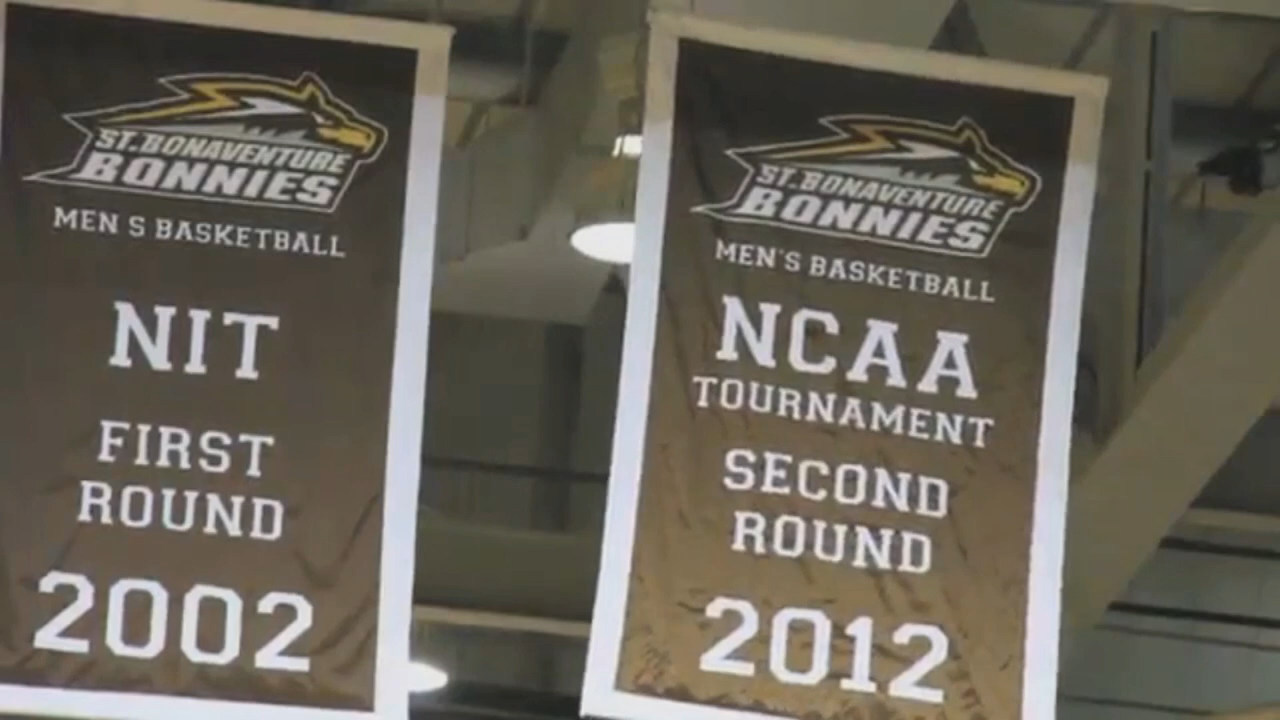 ST.BONAVENTURE
BONNIES
MEN S BASKETBALL
NIT
FIRST
ROUND
2002
ST.BONAVENTURE
BONNIES
MEN'S BASKETBALL
NCAA
TOURNAMENT
SECOND
ROUND
2012